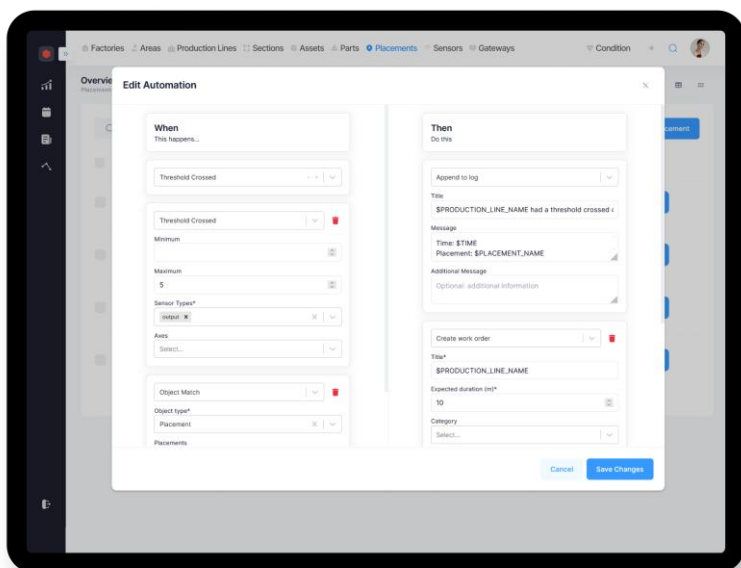 Factories Areas Production Lines Sections Assets Parts Placements Sensors Gateways Condition
Overvie
Edit Automation
cement
When
This happens...
Threshold Crossed
Threshold Crossed
Minimum
Maximum
5
Sensor Types*
output
Axes
Select...
Object Match
Object type*
Placement
Placements
Then
Do this
Append to log
Title
$PRODUCTION_LINE_NAME had a threshold crossed
Message
Time: $TIME
Placement: $PLACEMENT_NAME
Additional Message
Optional: additional information
Create work order
Title*
$PRODUCTION_LINE_NAME
Expected duration (m)*
10
Category
Select...
Cancel Save Changes